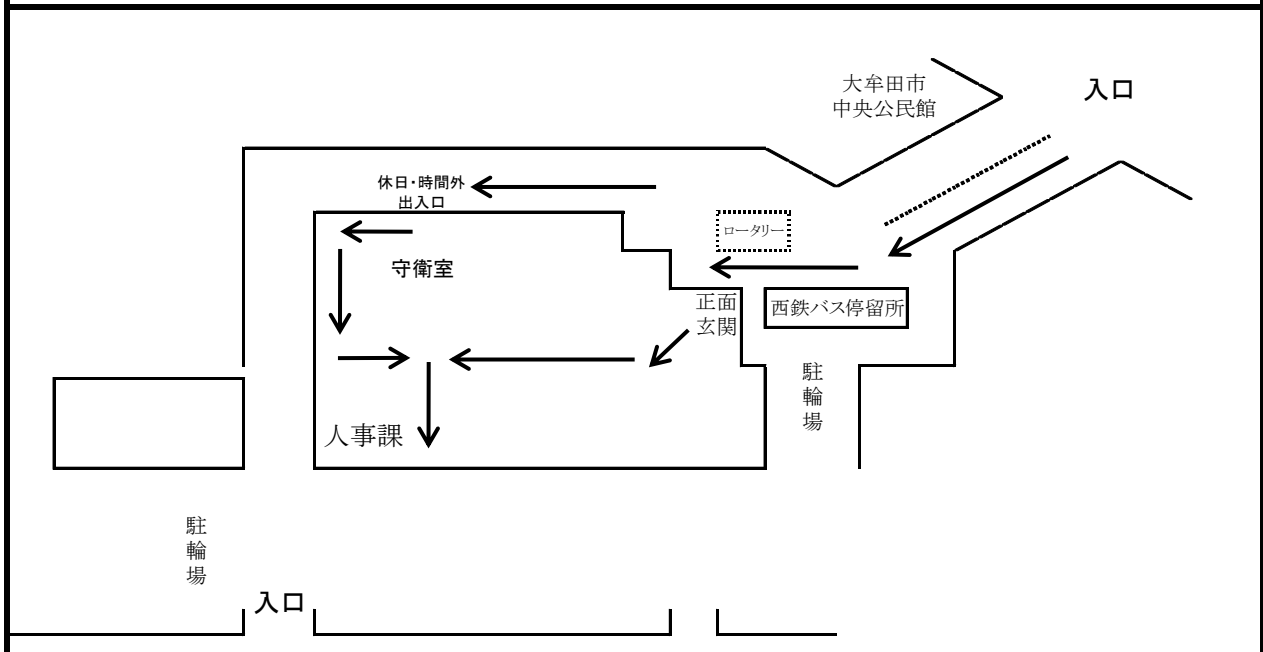 大牟田市
中央公民館
入口
休日・時間外
出入口
ロータリー
守衛室
正面
玄関
西鉄バス停留所
駐輪場
人事課
駐輪場
入口